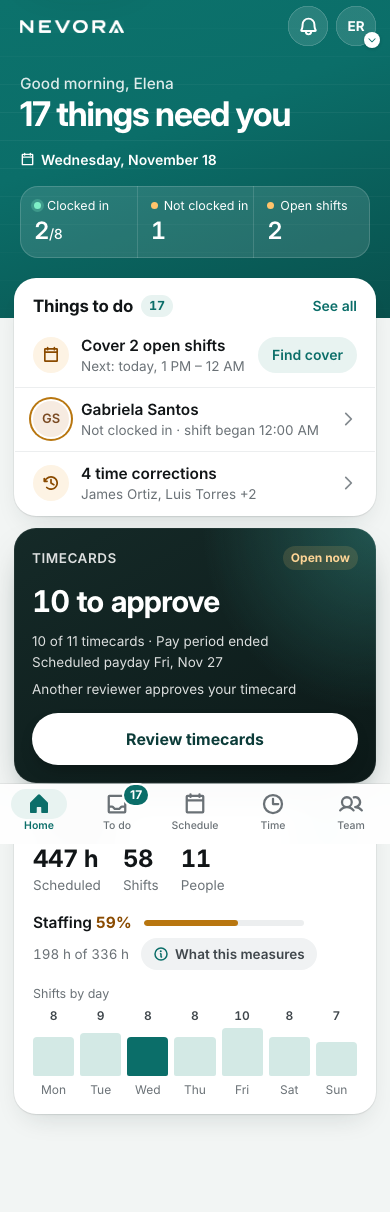 NEVORA
ER
Good morning, Elena
17 things need you
Wednesday, November 18
Clocked in
2/8
Not clocked in
1
Open shifts
2
Things to do 17
See all
Cover 2 open shifts
Next: today, 1 PM – 12 AM
Find cover
GS
Gabriela Santos
Not clocked in · shift began 12:00 AM
4 time corrections
James Ortiz, Luis Torres +2
TIMECARDS
Open now
10 to approve
10 of 11 timecards · Pay period ended
Scheduled payday Fri, Nov 27
Another reviewer approves your timecard
Review timecards
17
Home
To do
Schedule
Time
Team
447 h 58 11
Scheduled Shifts People
Staffing 59%
198 h of 336 h
What this measures
Shifts by day
8 9 8 8 10 8 7
Mon Tue Wed Thu Fri Sat Sun